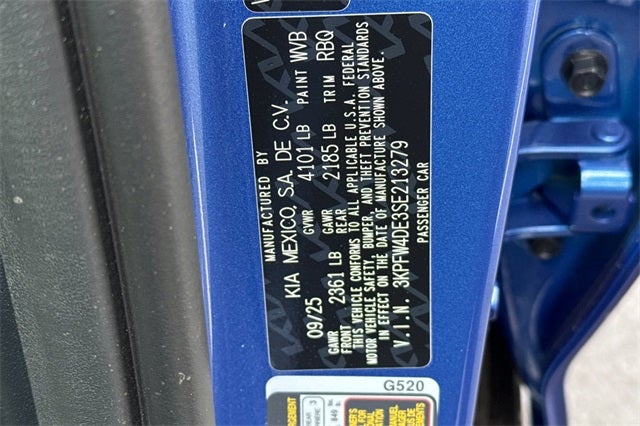 MANUFACTURED BY
KIA MEXICO, S.A. DE C.V.
09/25 GVWR 4101 LB PAINT WVB
GAWR FRONT 2361 LB GAWR REAR 2185 LB TRIM RBQ
THIS VEHICLE CONFORMS TO ALL APPLICABLE U.S.A. FEDERAL
MOTOR VEHICLE SAFETY, BUMPER, AND THEFT PREVENTION STANDARDS
IN EFFECT ON THE DATE OF MANUFACTURE SHOWN ABOVE.
V.I.N. 3KPFW4DE3SE213279
PASSENGER CAR
G520